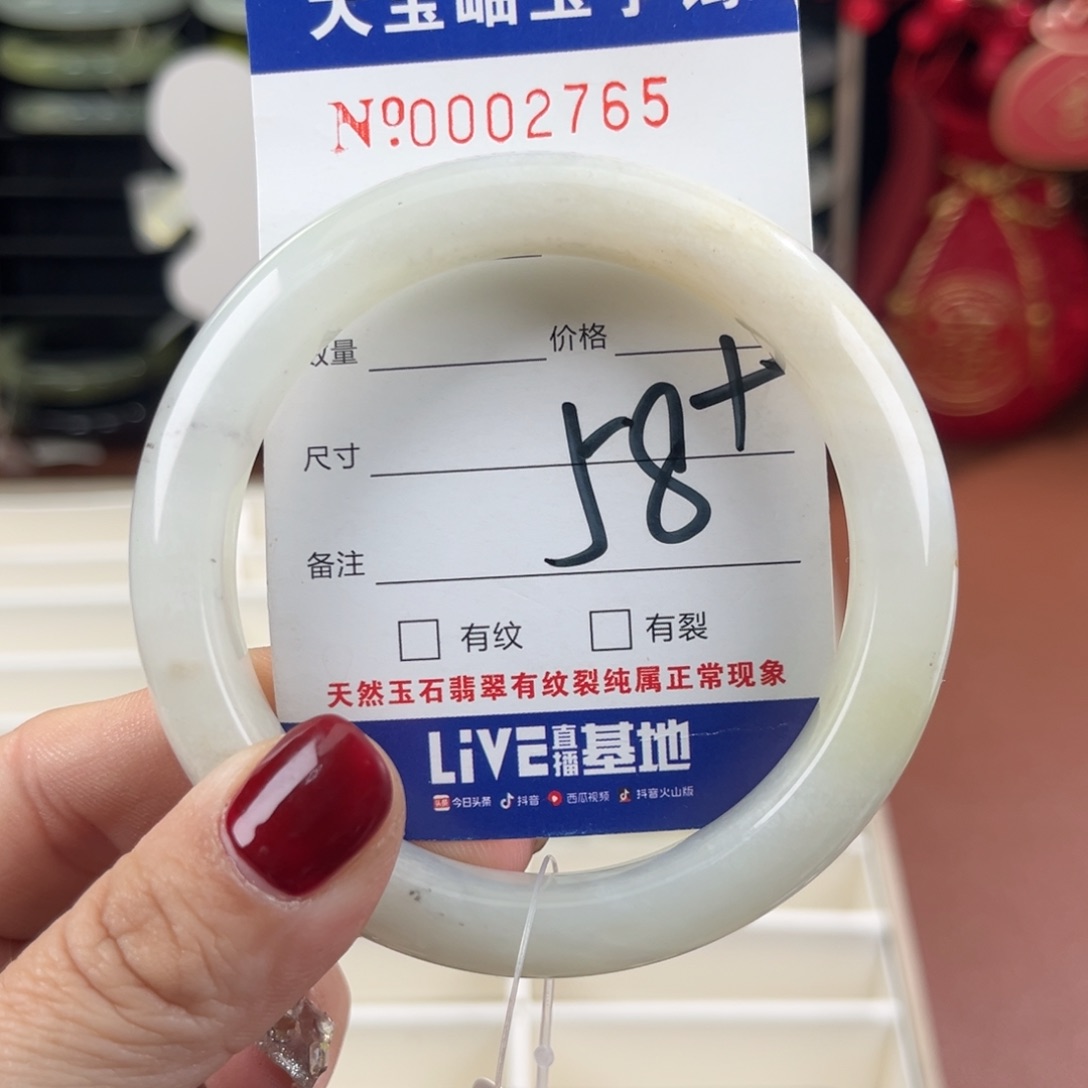 №0002765
价格
58+
尺寸
备注
有纹
有裂
天然玉石翡翠有纹裂纯属正常现象
LiVE直播基地
今日头条 抖音 西瓜视频 抖音火山版